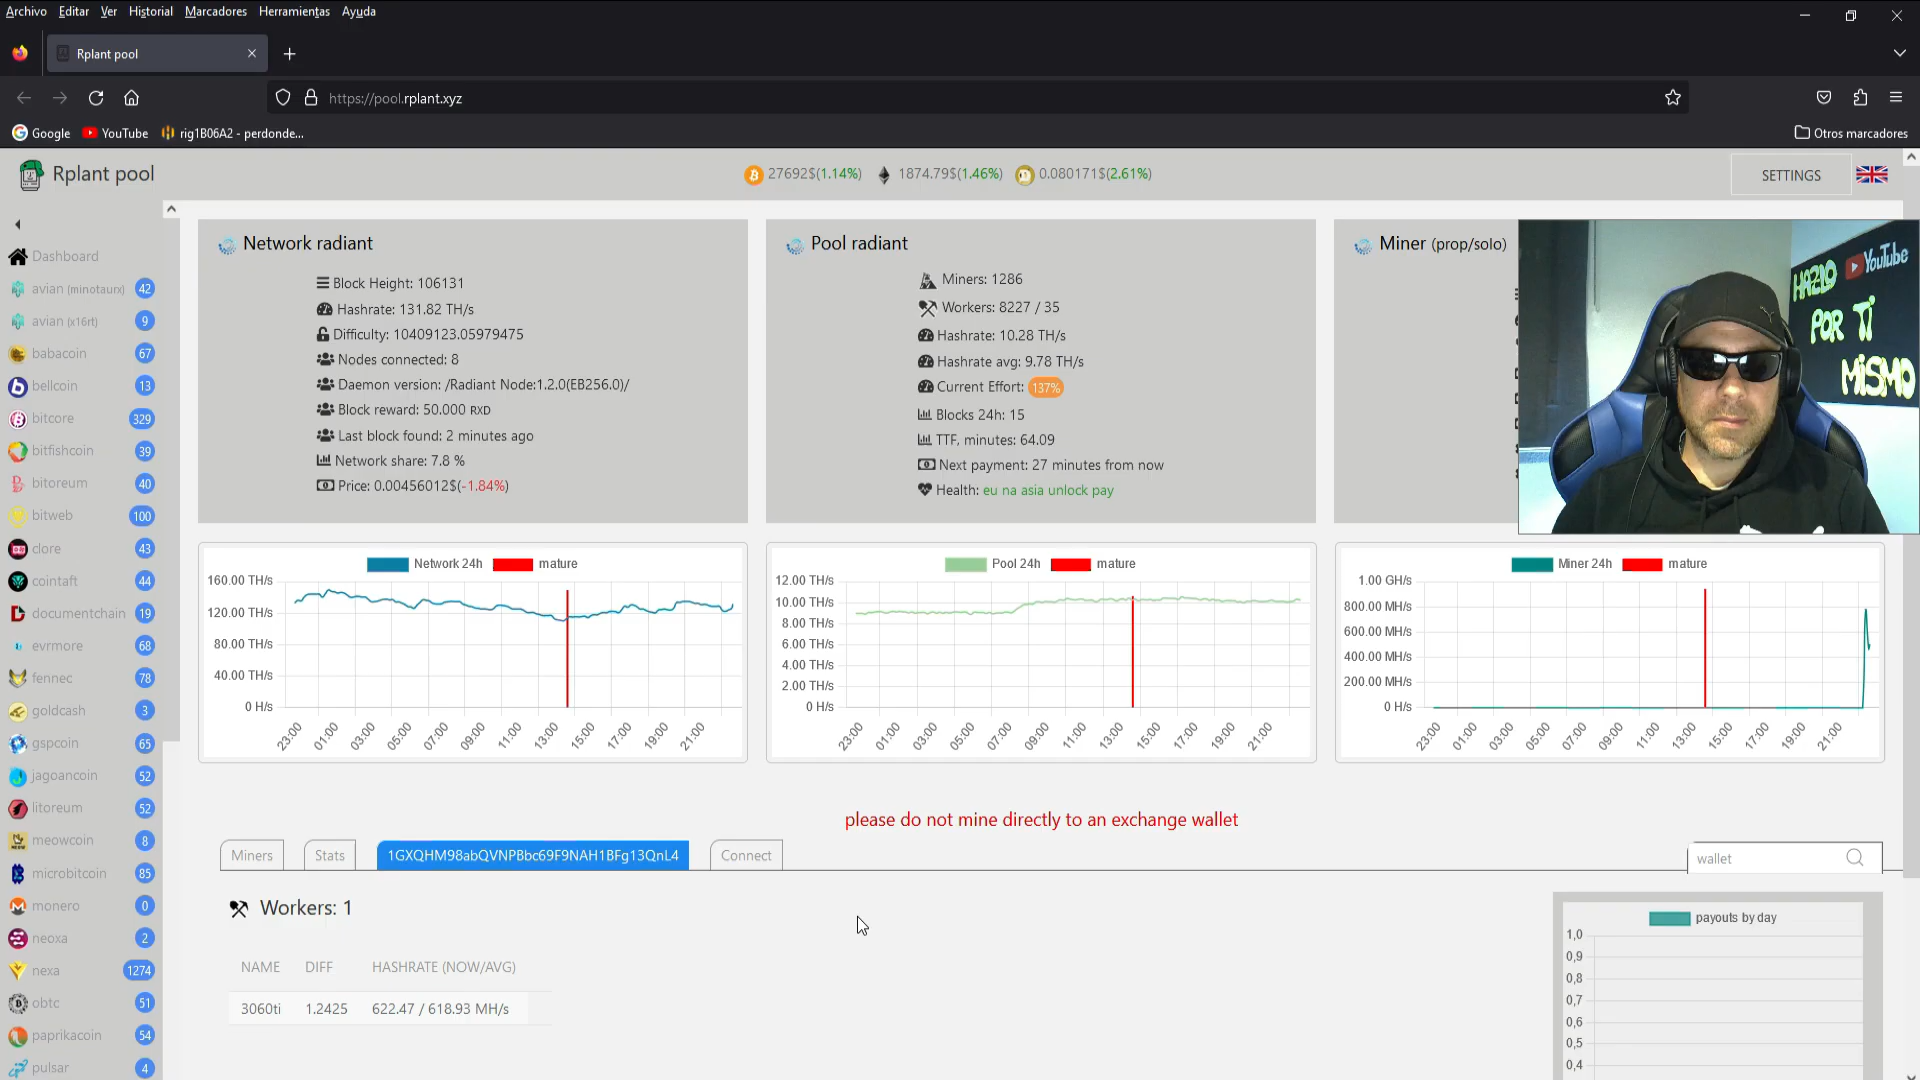 Archivo Editar Ver Historial Marcadores Herramientas Ayuda
Rplant pool
https://pool.rplant.xyz
Google YouTube rig1B06A2 - perdonde... Otros marcadores
Rplant pool
27692$(1.14%) 1874.79$(1.46%) 0.080171$(2.61%)
SETTINGS
Dashboard
avian (minotaurx) 42
avian (x16rt) 9
babacoin 67
bellcoin 13
bitcore 329
bitfishcoin 39
bitoreum 40
bitweb 100
clore 43
cointaft 44
documentchain 19
evrmore 68
fennec 78
goldcash 3
gspcoin 65
jagoancoin 52
litoreum 52
meowcoin 8
microbitcoin 85
monero 0
neoxa 2
nexa 1274
obtc 51
paprikacoin 54
pulsar 4
Network radiant
Block Height: 106131
Hashrate: 131.82 TH/s
Difficulty: 10409123.05979475
Nodes connected: 8
Daemon version: /Radiant Node:1.2.0(EB256.0)/
Block reward: 50.000 RXD
Last block found: 2 minutes ago
Network share: 7.8 %
Price: 0.00456012$(-1.84%)
Pool radiant
Miners: 1286
Workers: 8227 / 35
Hashrate: 10.28 TH/s
Hashrate avg: 9.78 TH/s
Current Effort: 137%
Blocks 24h: 15
TTF, minutes: 64.09
Next payment: 27 minutes from now
Health: eu na asia unlock pay
Miner (prop/solo)
YouTube
HAZLO
POR TI
MISMO
Network 24h mature
160.00 TH/s
120.00 TH/s
80.00 TH/s
40.00 TH/s
0 H/s
23:00 01:00 03:00 05:00 07:00 09:00 11:00 13:00 15:00 17:00 19:00 21:00
Pool 24h mature
12.00 TH/s
10.00 TH/s
8.00 TH/s
6.00 TH/s
4.00 TH/s
2.00 TH/s
0 H/s
23:00 01:00 03:00 05:00 07:00 09:00 11:00 13:00 15:00 17:00 19:00 21:00
Miner 24h mature
1.00 GH/s
800.00 MH/s
600.00 MH/s
400.00 MH/s
200.00 MH/s
0 H/s
23:00 01:00 03:00 05:00 07:00 09:00 11:00 13:00 15:00 17:00 19:00 21:00
please do not mine directly to an exchange wallet
Miners Stats 1GXQHM98abQVNPBbc69F9NAH1BFg13QnL4 Connect wallet
Workers: 1
NAME DIFF HASHRATE (NOW/AVG)
3060ti 1.2425 622.47 / 618.93 MH/s
payouts by day
1,0
0,9
0,8
0,7
0,6
0,5
0,4